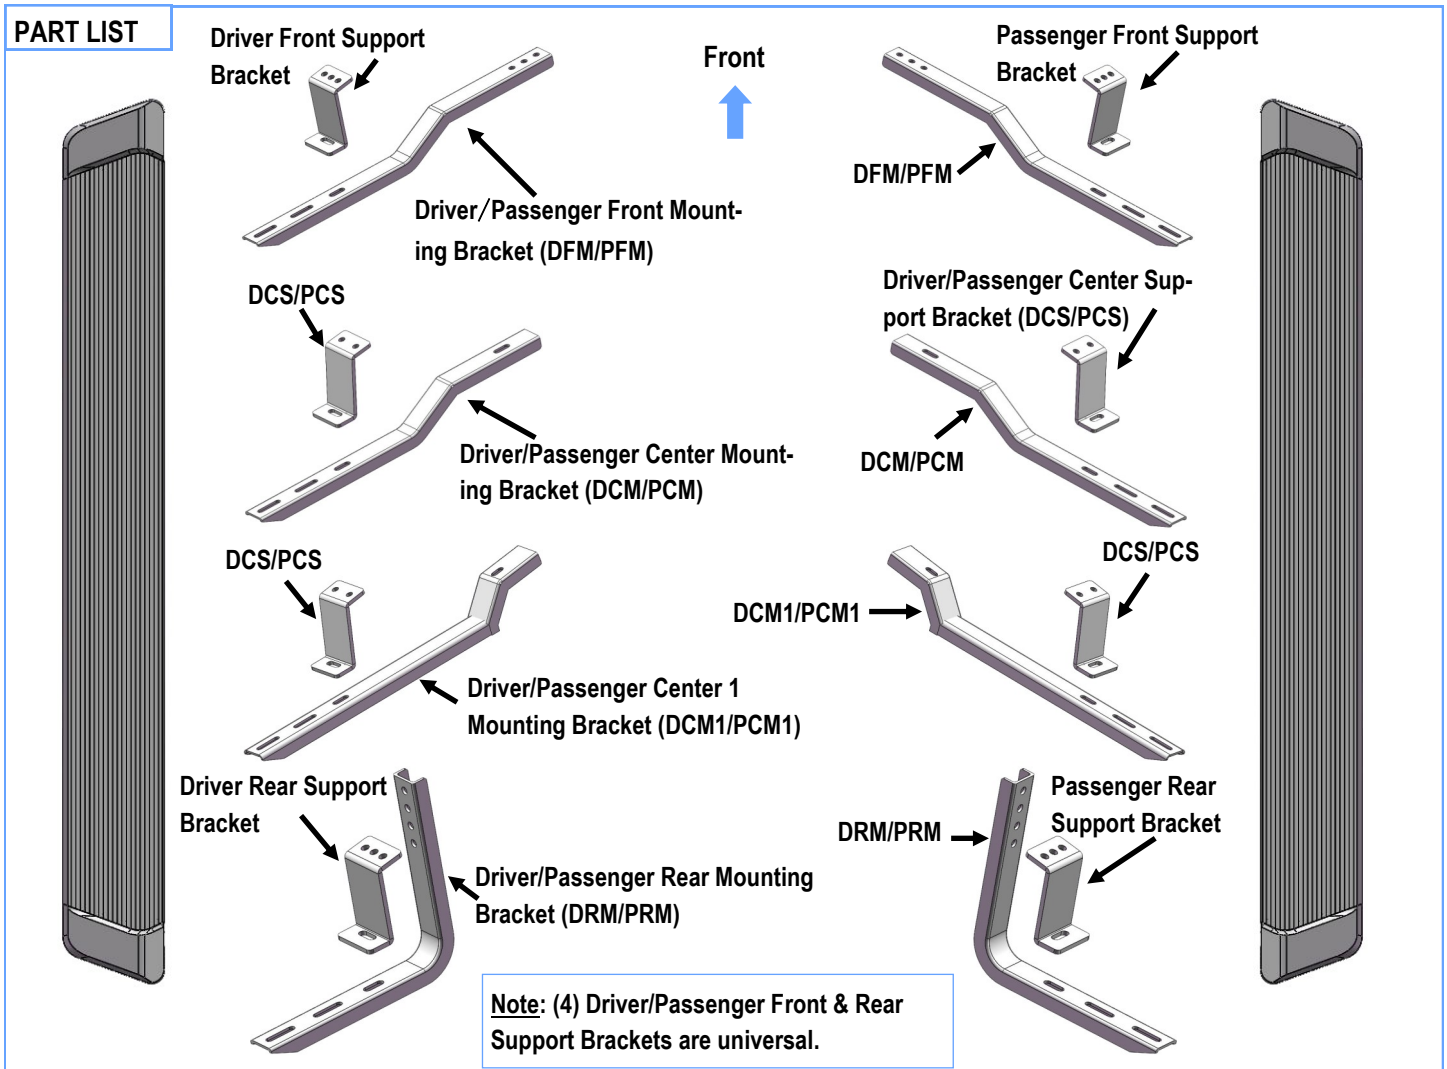 PART LIST
Driver Front Support
Bracket
Front
Passenger Front Support
Bracket
DFM/PFM
Driver/Passenger Front Mount-
ing Bracket (DFM/PFM)
DCS/PCS
Driver/Passenger Center Sup-
port Bracket (DCS/PCS)
Driver/Passenger Center Mount-
ing Bracket (DCM/PCM)
DCM/PCM
DCS/PCS
DCS/PCS
DCM1/PCM1
Driver/Passenger Center 1
Mounting Bracket (DCM1/PCM1)
Driver Rear Support
Bracket
Passenger Rear
Support Bracket
DRM/PRM
Driver/Passenger Rear Mounting
Bracket (DRM/PRM)
Note: (4) Driver/Passenger Front & Rear
Support Brackets are universal.